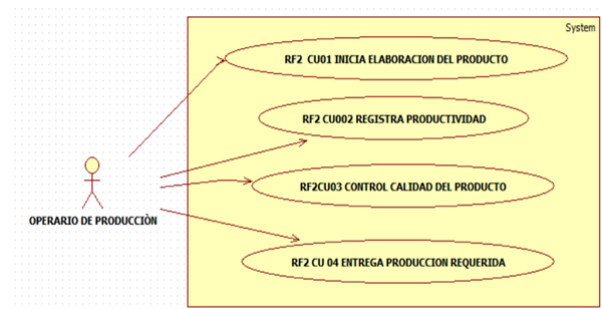 System
RF2 CU01 INICIA ELABORACION DEL PRODUCTO
RF2 CU002 REGISTRA PRODUCTIVIDAD
RF2CU03 CONTROL CALIDAD DEL PRODUCTO
OPERARIO DE PRODUCCIÒN
RF2 CU 04 ENTREGA PRODUCCION REQUERIDA